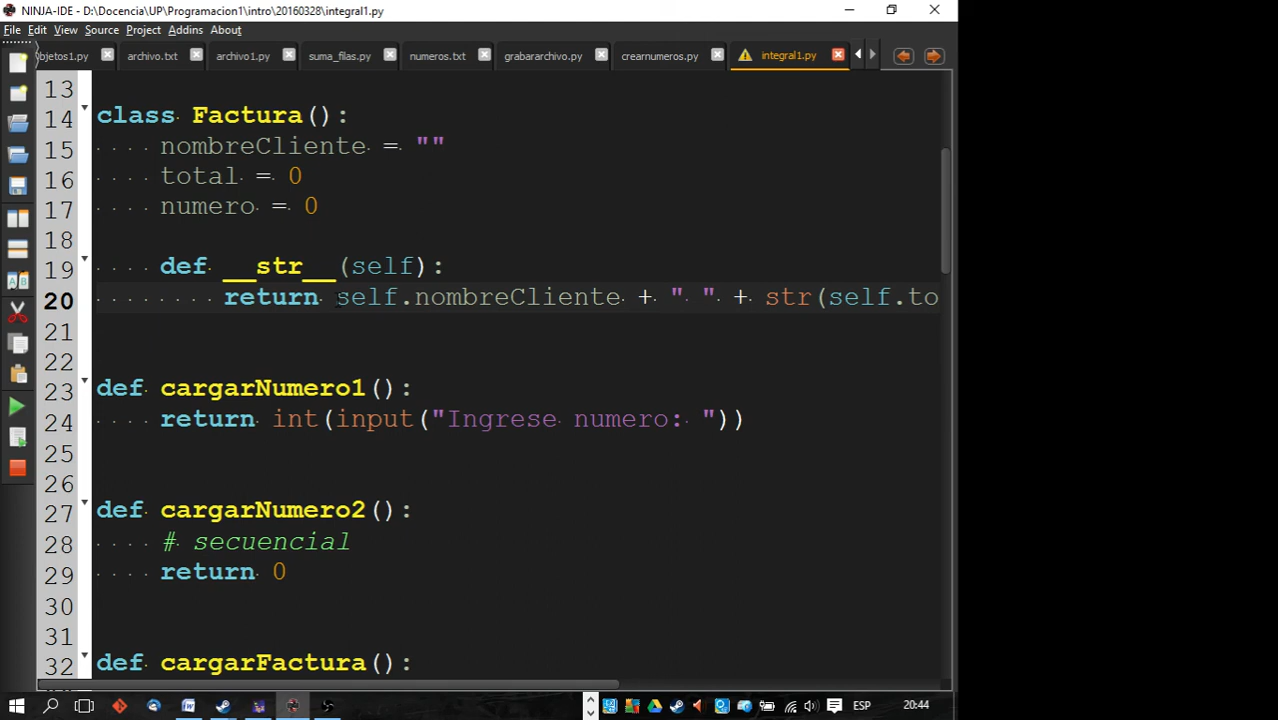 NINJA-IDE - D:\Docencia\UP\Programacion1\intro\20160328\integral1.py
File Edit View Source Project Addins About
bjetos1.py archivo.txt archivo1.py suma_filas.py numeros.txt grabararchivo.py crearnumeros.py integral1.py
13
14 class Factura():
15 nombreCliente = ""
16 total = 0
17 numero = 0
18
19 def __str__(self):
20 return self.nombreCliente + " " + str(self.to
21
22
23 def cargarNumero1():
24 return int(input("Ingrese numero: "))
25
26
27 def cargarNumero2():
28 # secuencial
29 return 0
30
31
32 def cargarFactura():
ESP 20:44